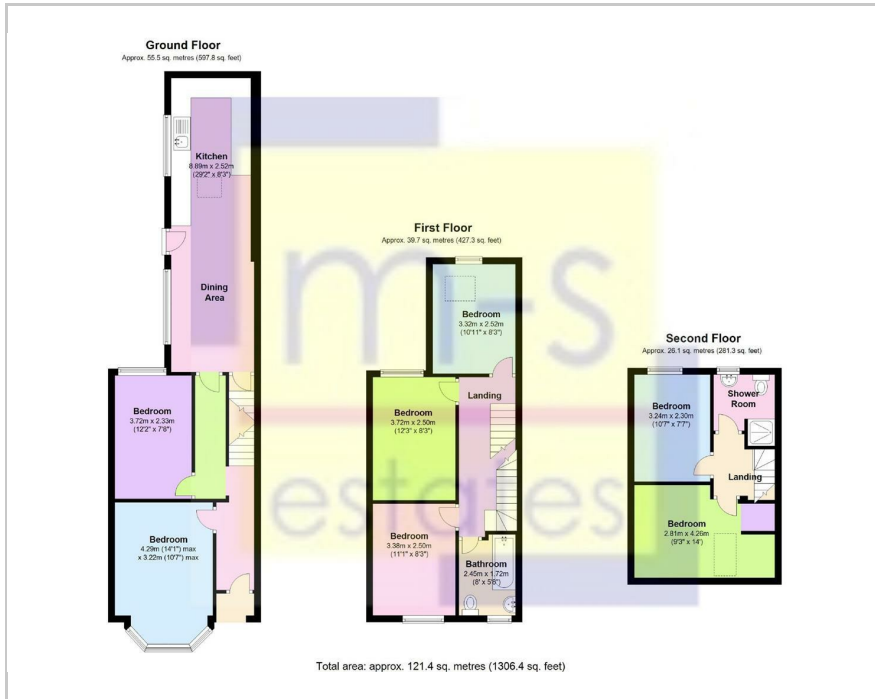 Ground Floor
Approx. 55.5 sq. metres (597.8 sq. feet)
Kitchen
8.89m x 2.52m
(29'2" x 8'3")
Dining
Area
Bedroom
3.72m x 2.33m
(12'2" x 7'8")
Bedroom
4.29m (14'1") max
x 3.22m (10'7") max
First Floor
Approx. 39.7 sq. metres (427.3 sq. feet)
Bedroom
3.32m x 2.52m
(10'11" x 8'3")
Landing
Bedroom
3.72m x 2.50m
(12'3" x 8'3")
Bedroom
3.38m x 2.50m
(11'1" x 8'3")
Bathroom
2.45m x 1.72m
(8' x 5'8")
Second Floor
Approx. 26.1 sq. metres (281.3 sq. feet)
Shower
Room
Bedroom
3.24m x 2.30m
(10'7" x 7'7")
Landing
Bedroom
2.81m x 4.26m
(9'3" x 14')
m-s
estates
Total area: approx. 121.4 sq. metres (1306.4 sq. feet)